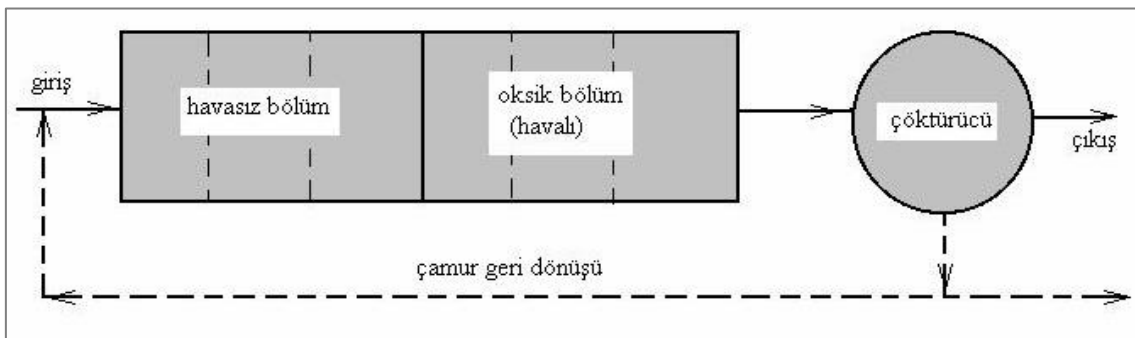 giriş
havasız bölüm
oksik bölüm
(havalı)
çöktürücü
çıkış
çamur geri dönüşü